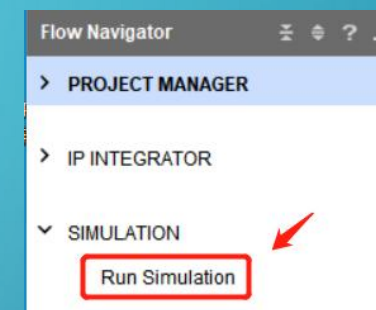 Flow Navigator
PROJECT MANAGER
IP INTEGRATOR
SIMULATION
Run Simulation